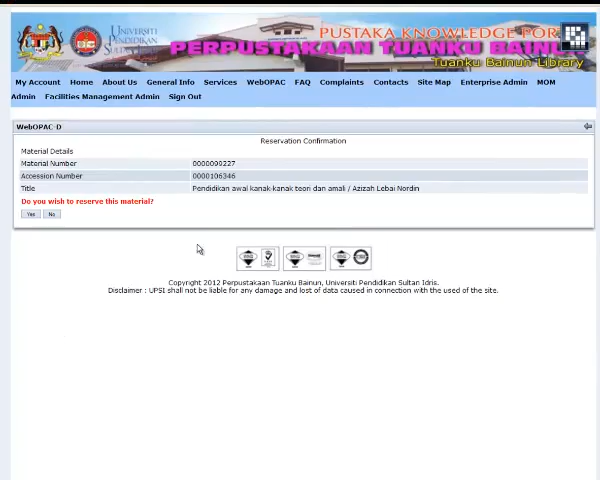 UNIVERSITI
PENDIDIKAN
SULTAN IDRIS
PUSTAKA KNOWLEDGE POR
PERPUSTAKAAN TUANKU BAINU
Tuanku Bainun Library
My Account Home About Us General Info Services WebOPAC FAQ Complaints Contacts Site Map Enterprise Admin MOM
Admin Facilities Management Admin Sign Out
WebOPAC-D
Reservation Confirmation
Material Details
Material Number 0000099227
Accession Number 0000106346
Title Pendidikan awal kanak-kanak teori dan amali / Azizah Lebai Nordin
Do you wish to reserve this material?
Yes No
Copyright 2012 Perpustakaan Tuanku Bainun, Universiti Pendidikan Sultan Idris.
Disclaimer : UPSI shall not be liable for any damage and lost of data caused in connection with the used of the site.